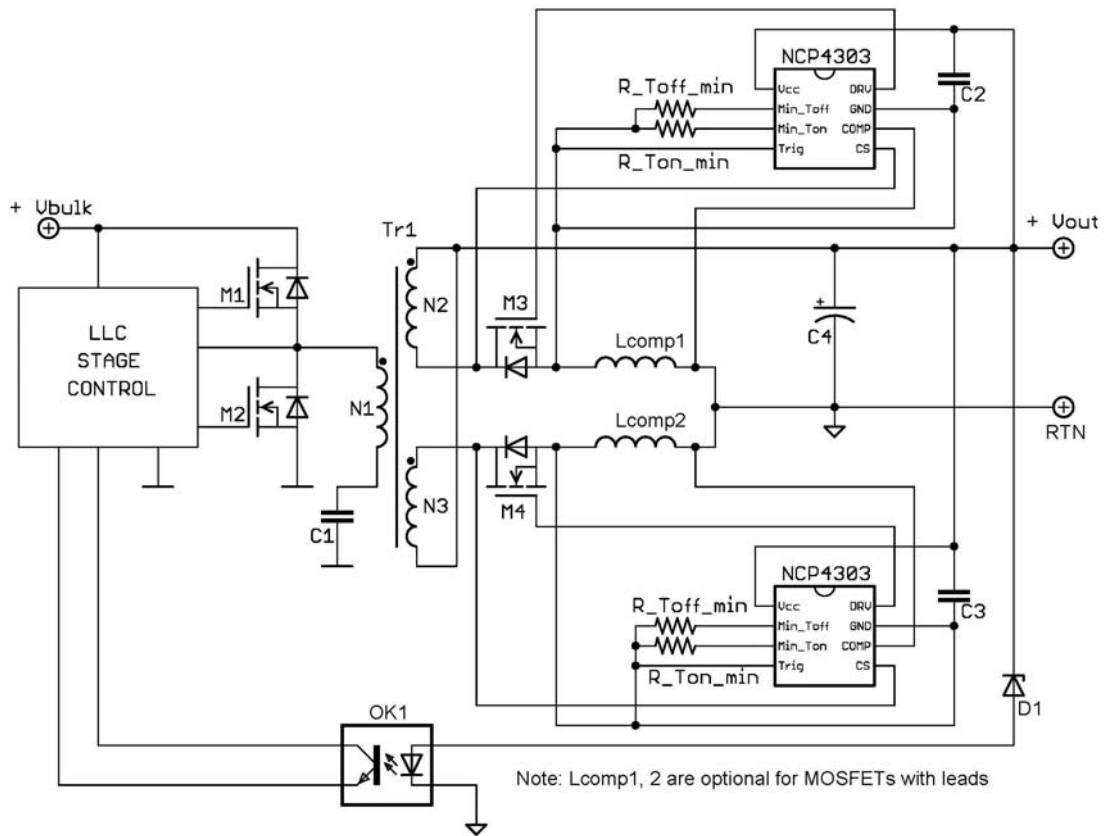 NCP4303
R_Toff_min
Vcc
DRV
Min_Toff
GND
Min_Ton
COMP
Trig
CS
R_Ton_min
C2
+ Vbulk
Tr1
+ Vout
M1
N2
M3
+
C4
Lcomp1
LLC
STAGE
CONTROL
N1
M2
Lcomp2
RTN
N3
M4
C1
NCP4303
R_Toff_min
Vcc
DRV
Min_Toff
GND
Min_Ton
COMP
Trig
CS
R_Ton_min
C3
D1
OK1
Note: Lcomp1, 2 are optional for MOSFETs with leads